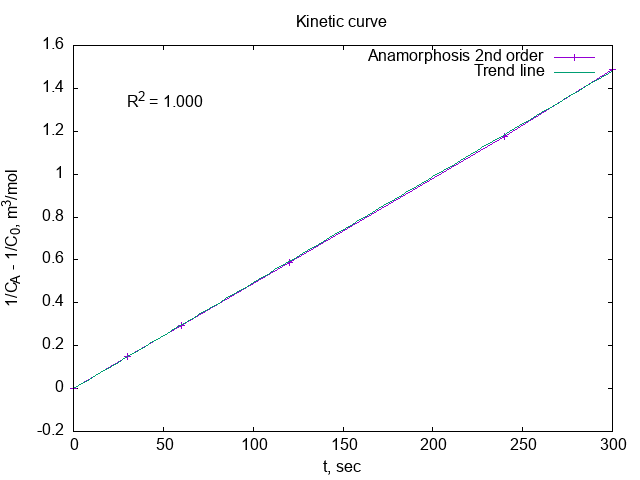 Kinetic curve
1.6
1.4
1.2
1
0.8
0.6
0.4
0.2
0
-0.2
0
50
100
150
200
250
300
Anamorphosis 2nd order
Trend line
R² = 1.000
1/C_A - 1/C_0, m³/mol
t, sec